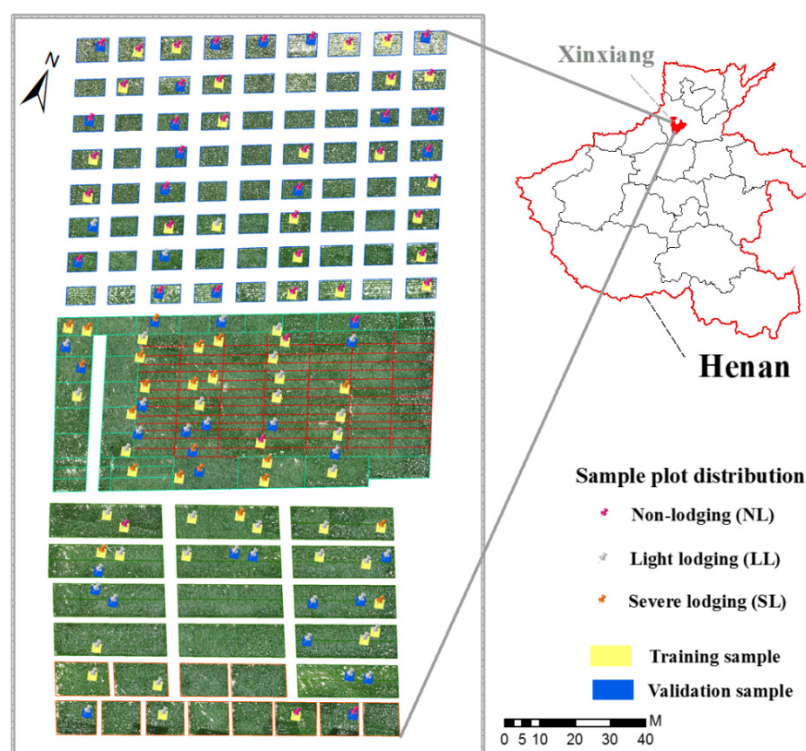 N
Xinxiang
Henan
Sample plot distribution
Non-lodging (NL)
Light lodging (LL)
Severe lodging (SL)
Training sample
Validation sample
M
0 5 10 20 30 40